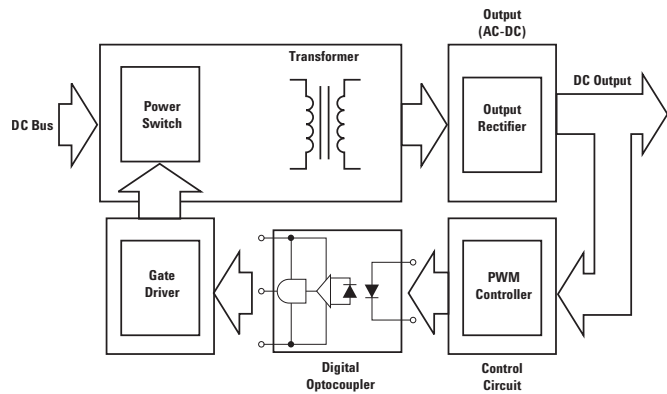 Output
(AC-DC)
Transformer
DC Output
Power
Switch
DC Bus
Output
Rectifier
Gate
Driver
PWM
Controller
Digital
Optocoupler
Control
Circuit